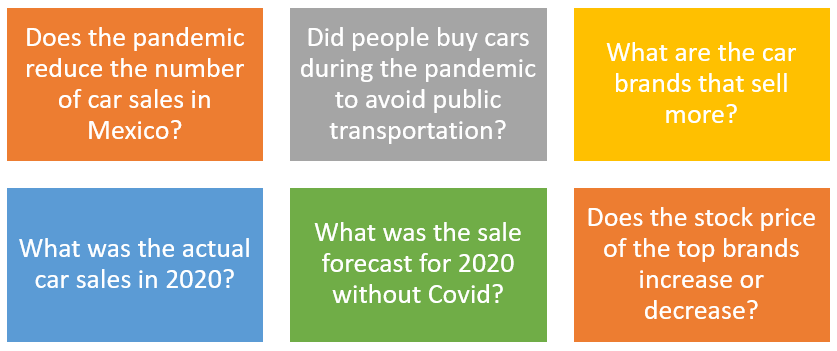 Does the pandemic
reduce the number
of car sales in
Mexico?
Did people buy cars
during the pandemic
to avoid public
transportation?
What are the car
brands that sell
more?
What was the actual
car sales in 2020?
What was the sale
forecast for 2020
without Covid?
Does the stock price
of the top brands
increase or
decrease?